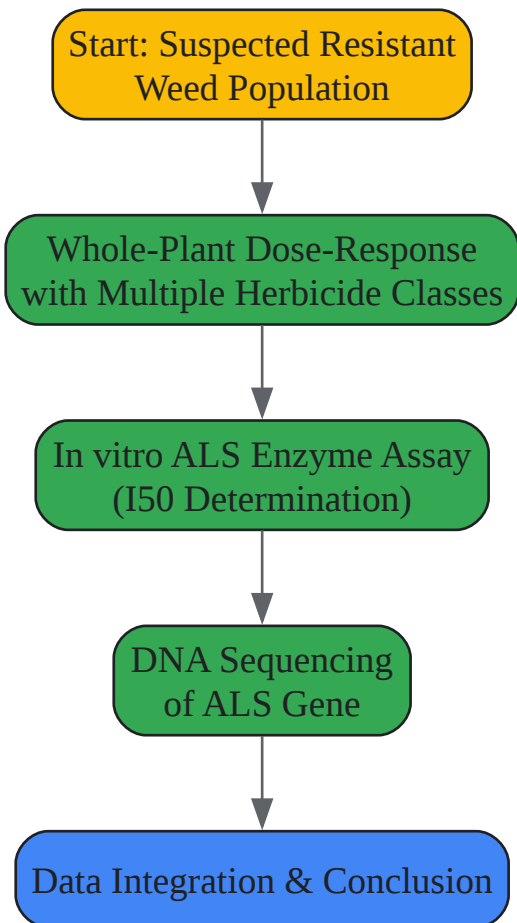 Start: Suspected Resistant
Weed Population
Whole-Plant Dose-Response
with Multiple Herbicide Classes
In vitro ALS Enzyme Assay
(I50 Determination)
DNA Sequencing
of ALS Gene
Data Integration & Conclusion